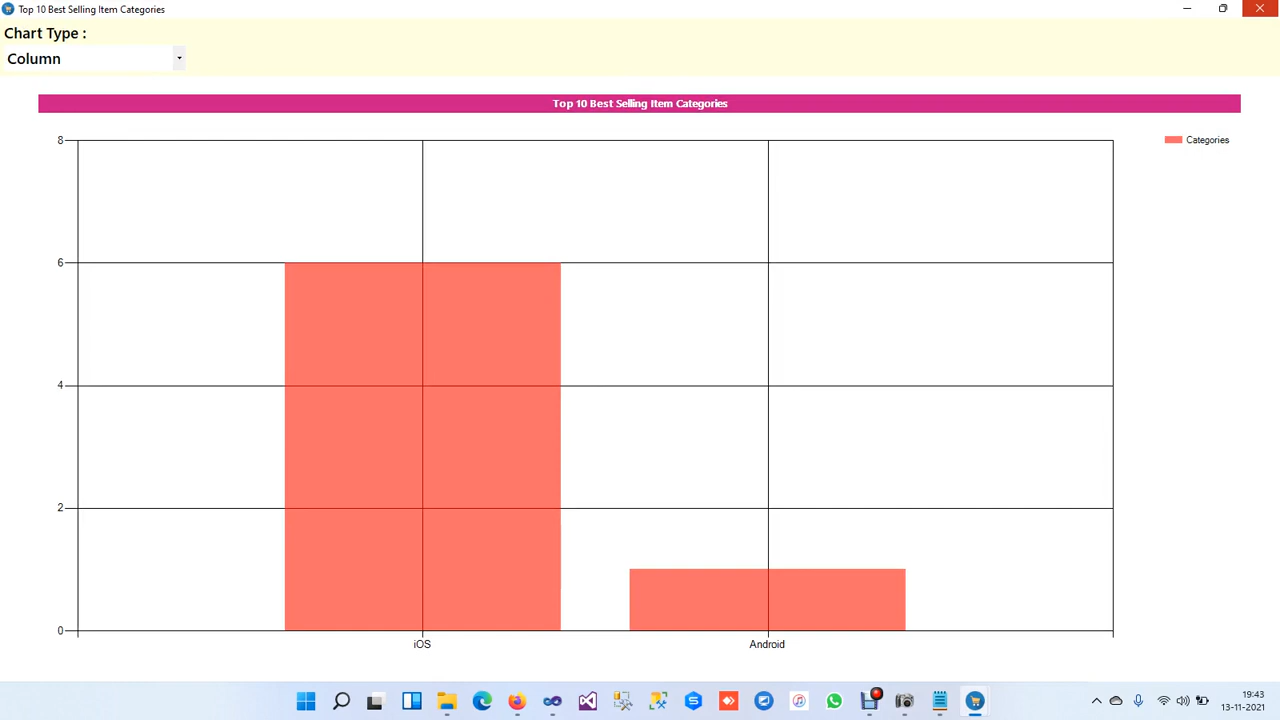 Top 10 Best Selling Item Categories
Chart Type :
Column
Top 10 Best Selling Item Categories
8
Categories
6
4
2
0
iOS
Android
19:43
13-11-2021